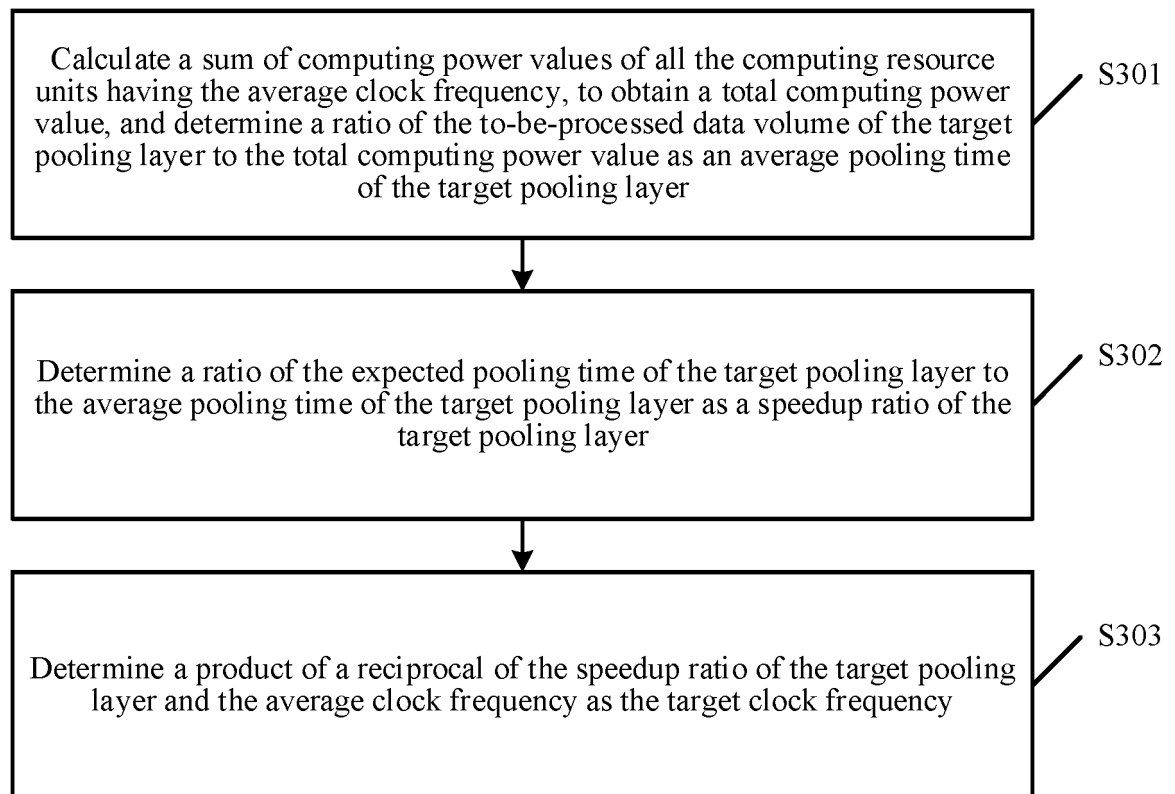 Calculate a sum of computing power values of all the computing resource
units having the average clock frequency, to obtain a total computing power
value, and determine a ratio of the to-be-processed data volume of the target
pooling layer to the total computing power value as an average pooling time
of the target pooling layer
S301
Determine a ratio of the expected pooling time of the target pooling layer to
the average pooling time of the target pooling layer as a speedup ratio of the
target pooling layer
S302
Determine a product of a reciprocal of the speedup ratio of the target pooling
layer and the average clock frequency as the target clock frequency
S303